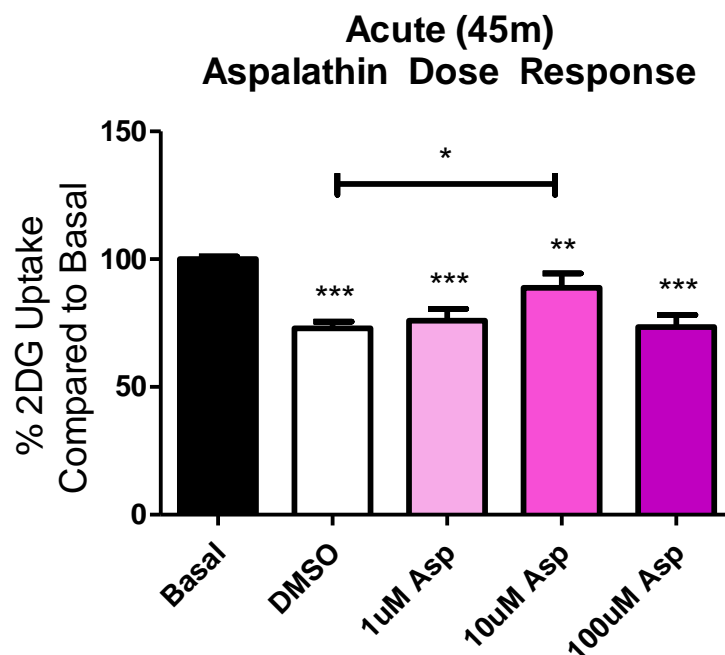 Acute (45m)
Aspalathin Dose Response
% 2DG Uptake
Compared to Basal
150
100
50
0
*
***
***
**
***
Basal
DMSO
1uM Asp
10uM Asp
100uM Asp